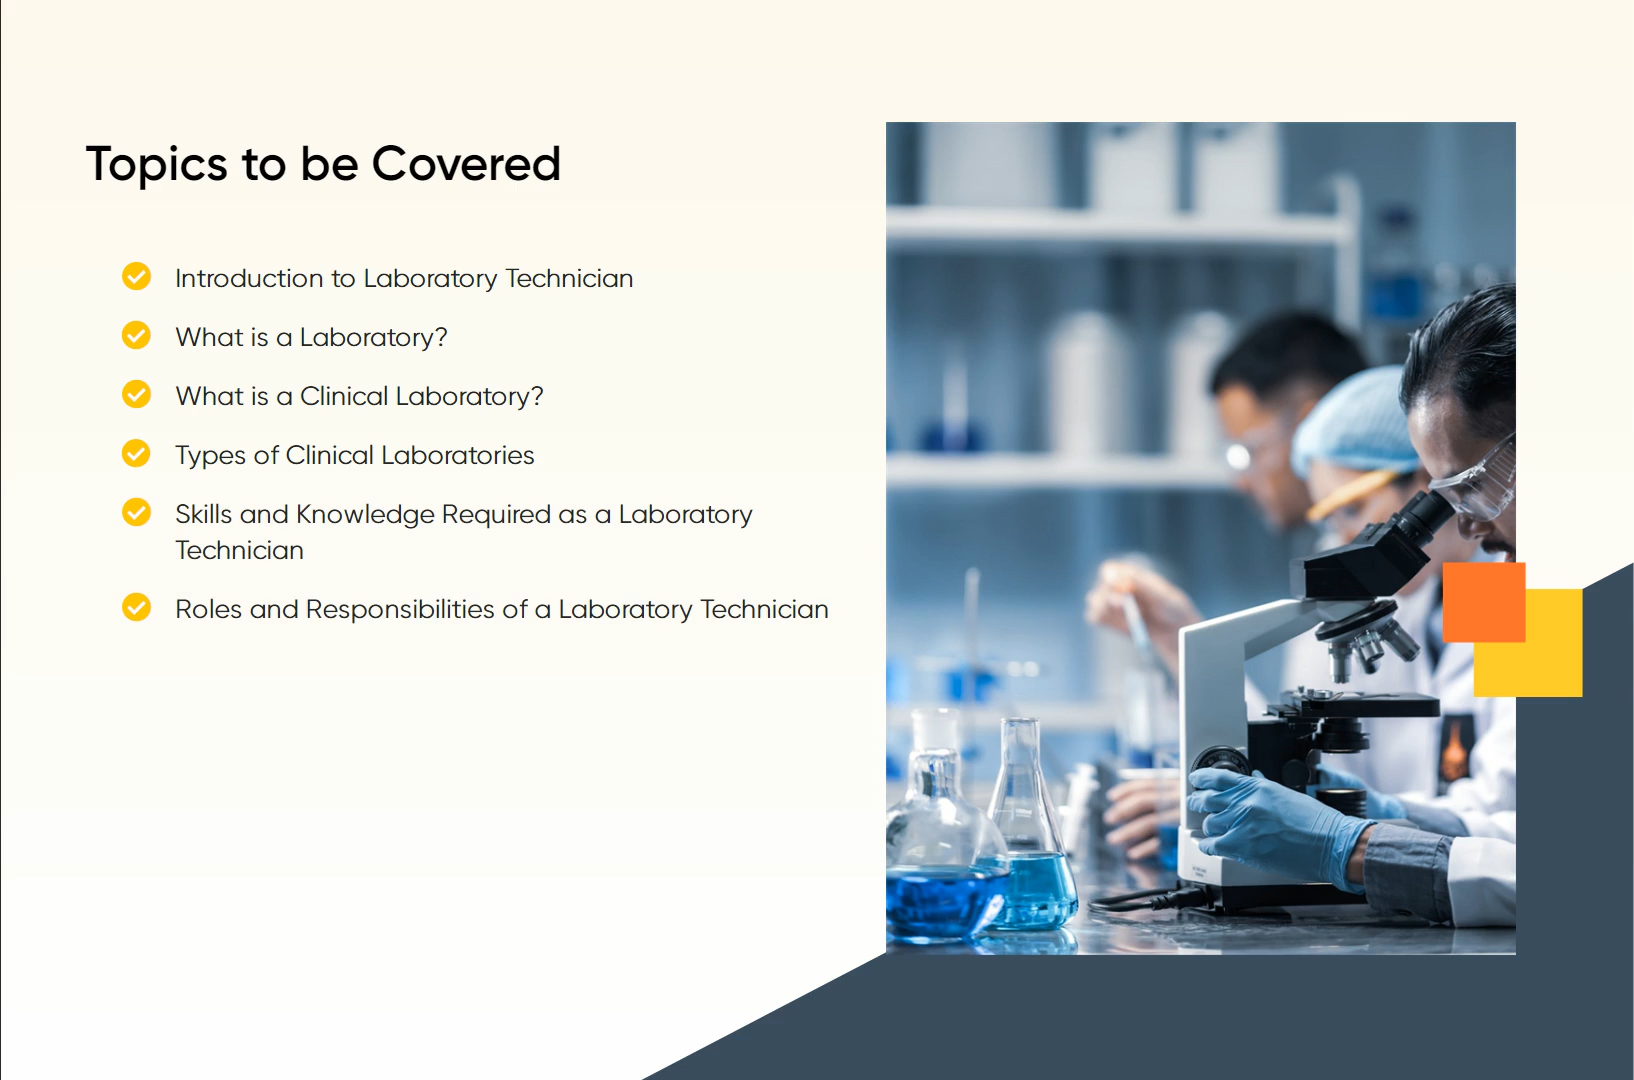 Topics to be Covered
Introduction to Laboratory Technician
What is a Laboratory?
What is a Clinical Laboratory?
Types of Clinical Laboratories
Skills and Knowledge Required as a Laboratory
Technician
Roles and Responsibilities of a Laboratory Technician